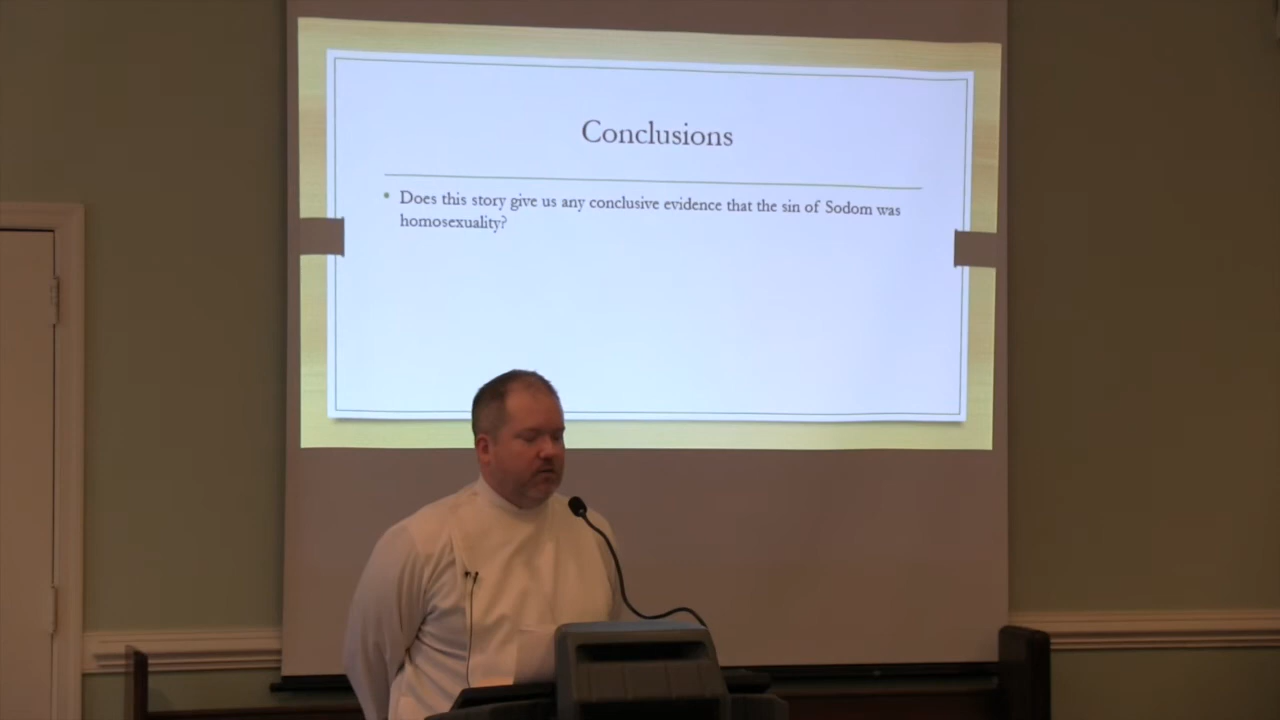 Conclusions
• Does this story give us any conclusive evidence that the sin of Sodom was
homosexuality?